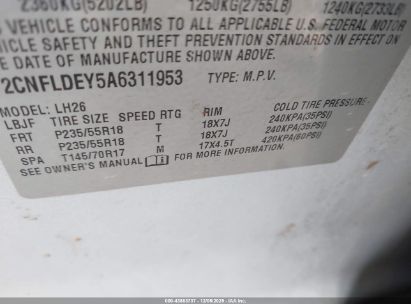 2360KG(5202LB) 1250KG(2755LB) 1240KG(2733LB)
VEHICLE CONFORMS TO ALL APPLICABLE U.S. FEDERAL MOTOR
VEHICLE SAFETY AND THEFT PREVENTION STANDARDS IN EFFECT ON
DATE OF MANUFACTURE SHOWN ABOVE.
2CNFLDEY5A6311953 TYPE: M.P.V.
MODEL: LH26
LBJF TIRE SIZE SPEED RTG RIM COLD TIRE PRESSURE
FRT P235/55R18 T 18X7J 240KPA(35PSI)
RR P235/55R18 T 18X7J 240KPA(35PSI)
SPA T145/70R17 M 17X4.5T 420KPA(60PSI)
SEE OWNER'S MANUAL FOR MORE INFORMATION.